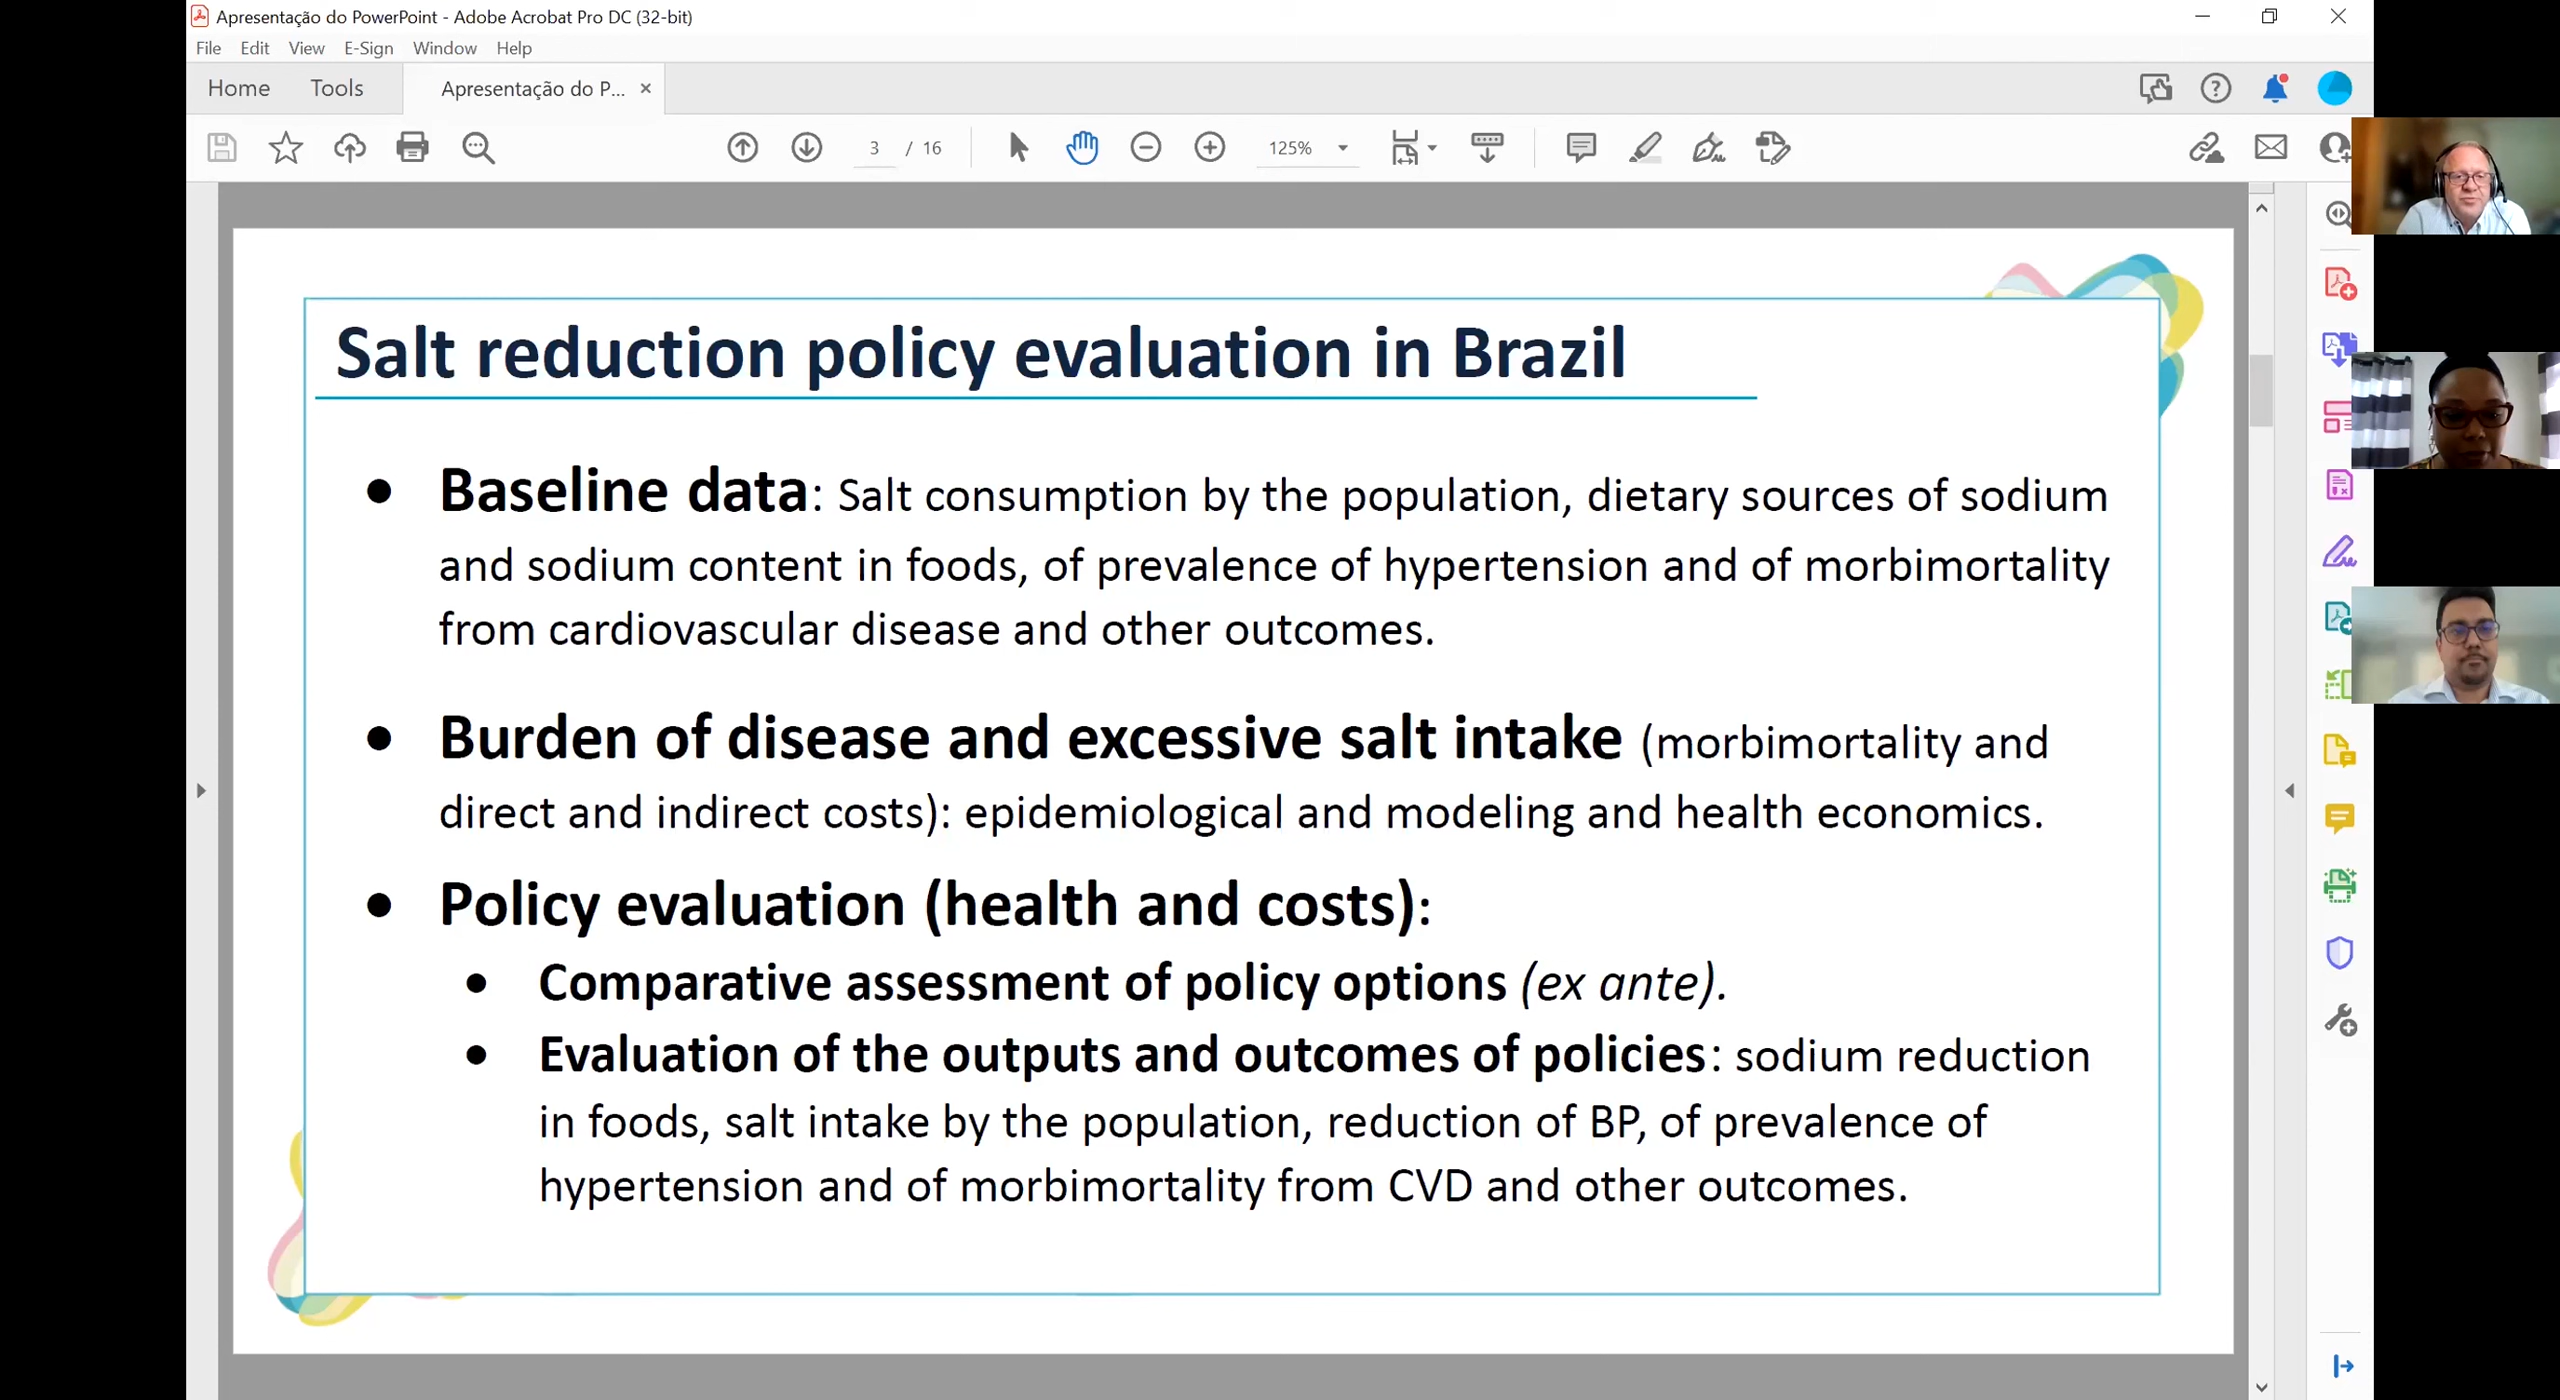 Apresentação do PowerPoint - Adobe Acrobat Pro DC (32-bit)
File Edit View E-Sign Window Help
Home Tools Apresentação do P... ×
3 / 16 125%
Salt reduction policy evaluation in Brazil
• Baseline data: Salt consumption by the population, dietary sources of sodium
and sodium content in foods, of prevalence of hypertension and of morbimortality
from cardiovascular disease and other outcomes.
• Burden of disease and excessive salt intake (morbimortality and
direct and indirect costs): epidemiological and modeling and health economics.
• Policy evaluation (health and costs):
• Comparative assessment of policy options (ex ante).
• Evaluation of the outputs and outcomes of policies: sodium reduction
in foods, salt intake by the population, reduction of BP, of prevalence of
hypertension and of morbimortality from CVD and other outcomes.